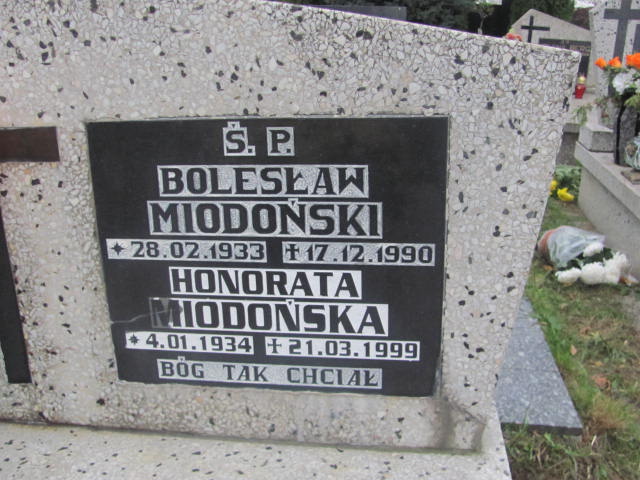 Ś. P.
BOLESŁAW
MIODOŃSKI
* 28.02.1933 ┼ 17.12.1990
HONORATA
MIODOŃSKA
* 4.01.1934 ┼ 21.03.1999
BÓG TAK CHCIAŁ